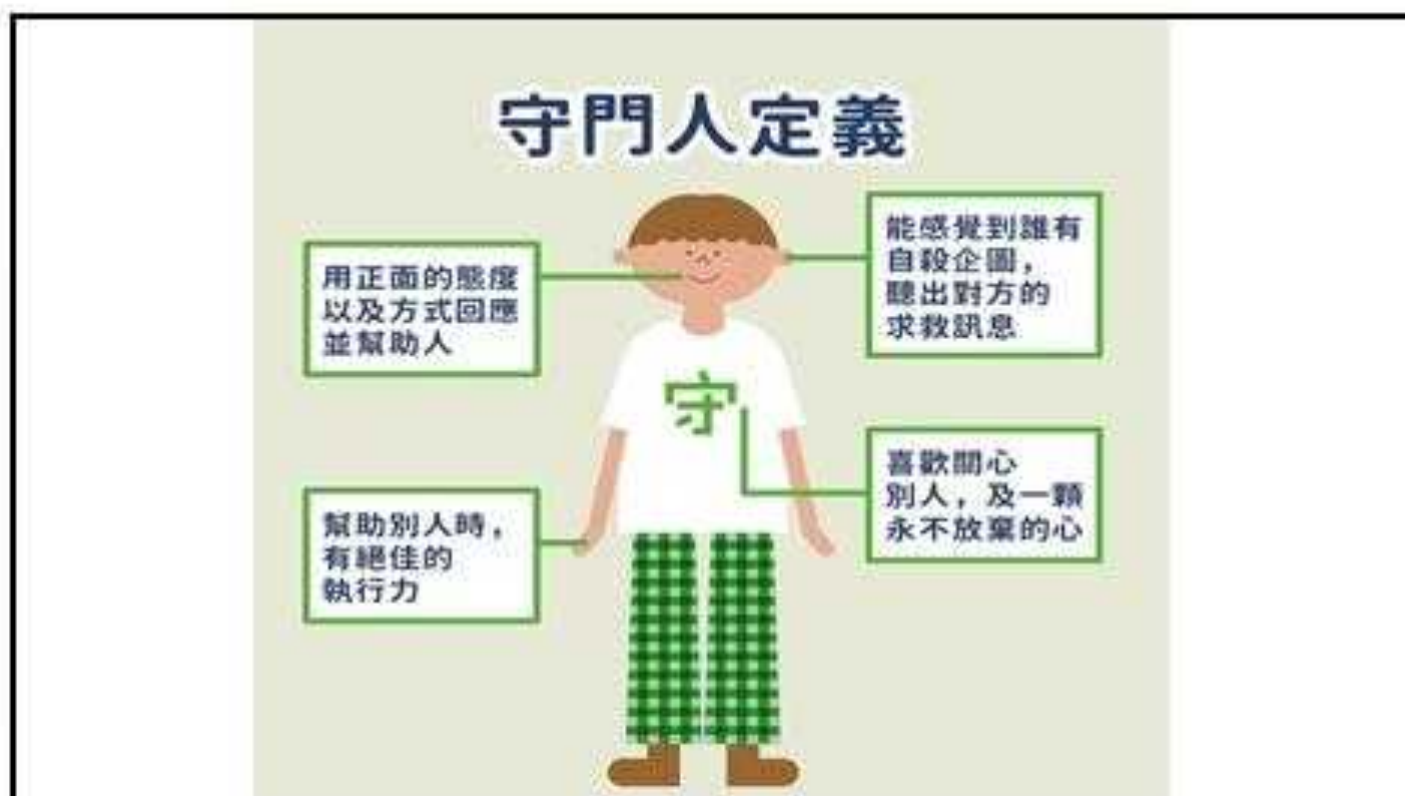 守門人定義
用正面的態度
以及方式回應
並幫助人
能感覺到誰有
自殺企圖，
聽出對方的
求救訊息
守
幫助別人時，
有絕佳的
執行力
喜歡關心
別人，及一顆
永不放棄的心